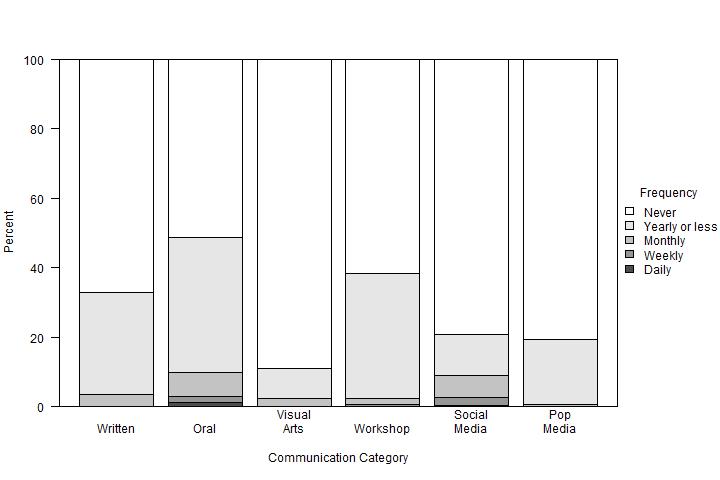 100
80
60
40
20
0
Percent
Written
Oral
Visual
Arts
Workshop
Social
Media
Pop
Media
Communication Category
Frequency
Never
Yearly or less
Monthly
Weekly
Daily